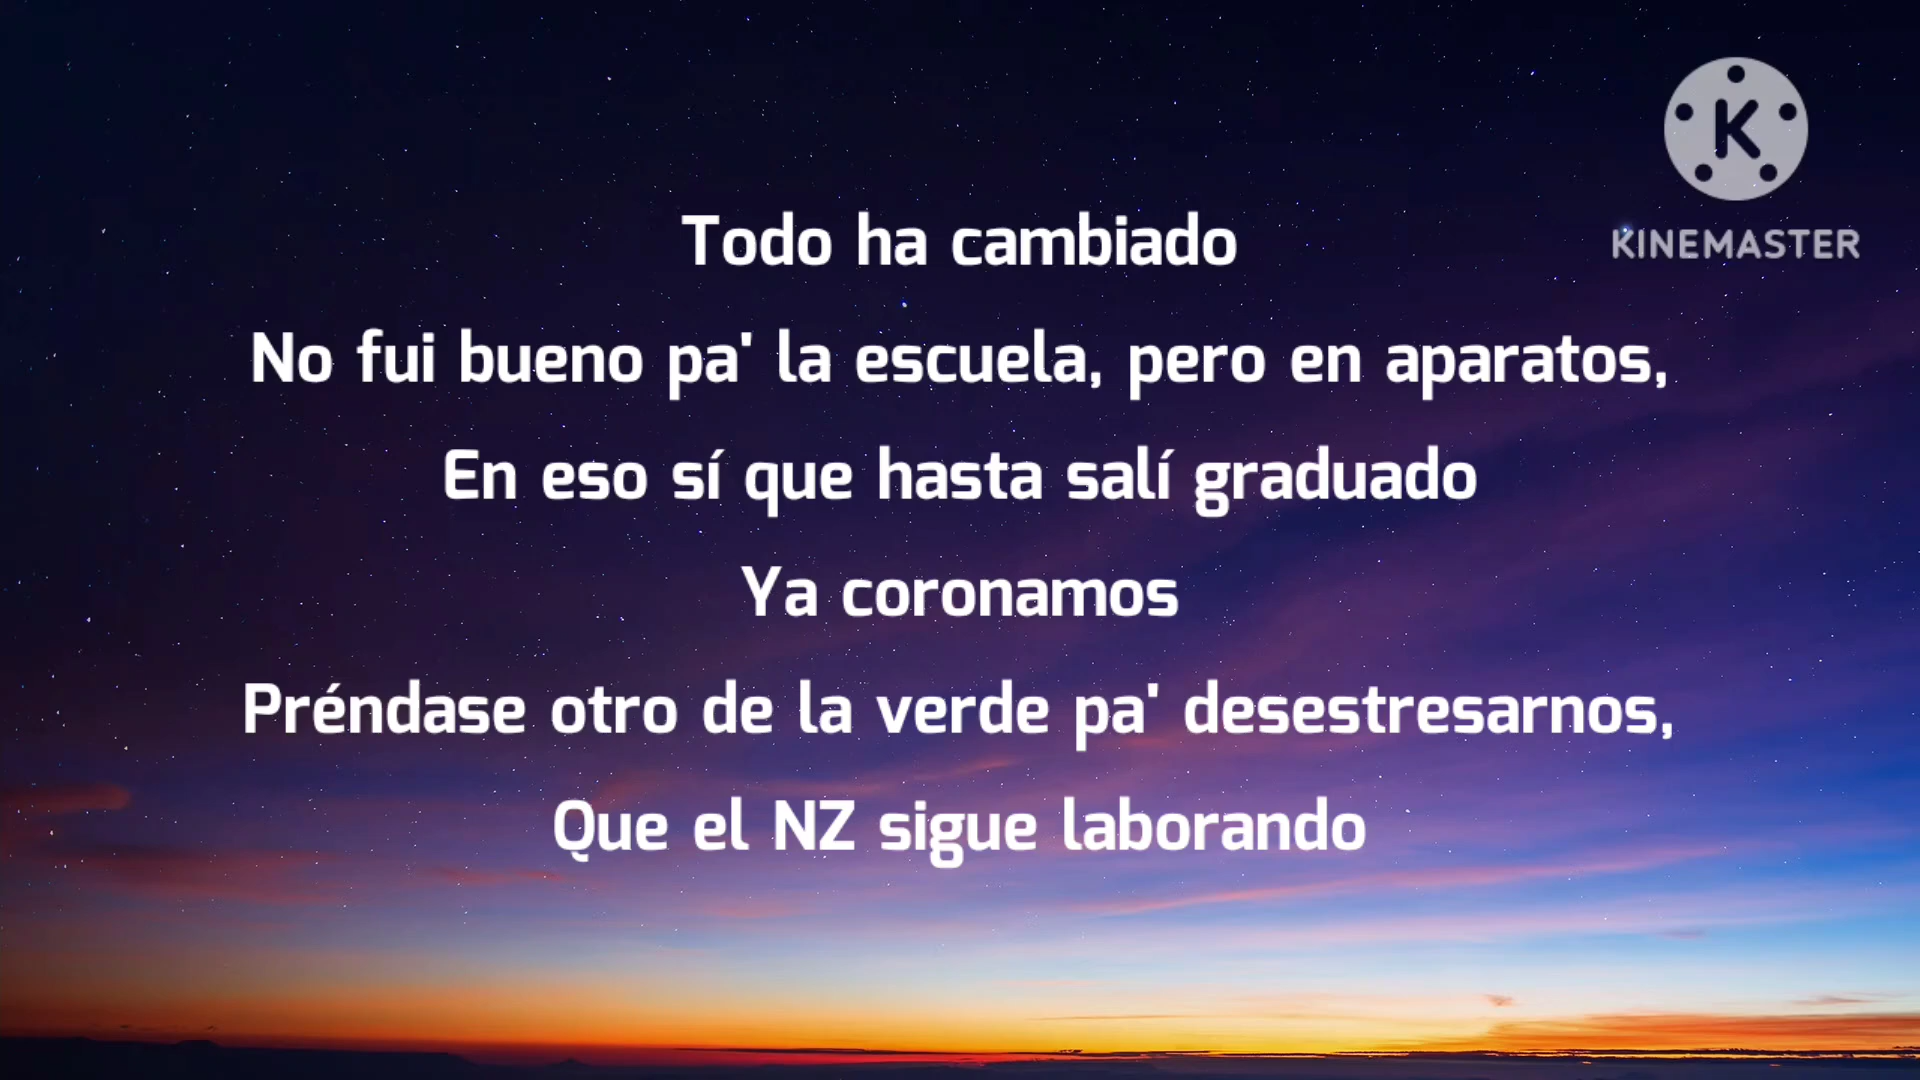 K
KINEMASTER
Todo ha cambiado
No fui bueno pa' la escuela, pero en aparatos,
En eso sí que hasta salí graduado
Ya coronamos
Préndase otro de la verde pa' desestresarnos,
Que el NZ sigue laborando